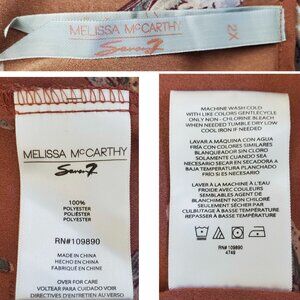 MELISSA McCARTHY
Seven7
2X
MELISSA McCARTHY
Seven7
100%
POLYESTER
POLIÉSTER
POLYESTER
RN#109890
MADE IN CHINA
HECHO EN CHINA
FABRIQUE EN CHINE
OVER FOR CARE
VOLTEAR PARA CUIDADO
DIRECTIVES D'ENTRETIEN AU VERSO
MACHINE WASH COLD
WITH LIKE COLORS GENTLE CYCLE
ONLY NON - CHLORINE BLEACH
WHEN NEEDED TUMBLE DRY LOW
COOL IRON IF NEEDED
LAVAR A MÁQUINA CON AGUA
FRÍA CON COLORES SIMILARES
BLANQUEADOR SIN CLORO
SOLAMENTE CUANDO SEA
NECESARIO SECAR A SECADORA A
BAJA TEMPERATURA PLANCHADO
TIBIO SI ES NECESARIO
LAVER A LA MACHINE A L'EAU
FROIDE AVEC COULEURS
SEMBLABLES AGENT DE
BLANCHIMENT NON CHLORÉ
SEULEMENT SÉCHER PAR
CULBUTAGE À BASSE TEMPÉRATURE
REPASSER À BASSE TEMPÉRATURE
RN# 109890
4749